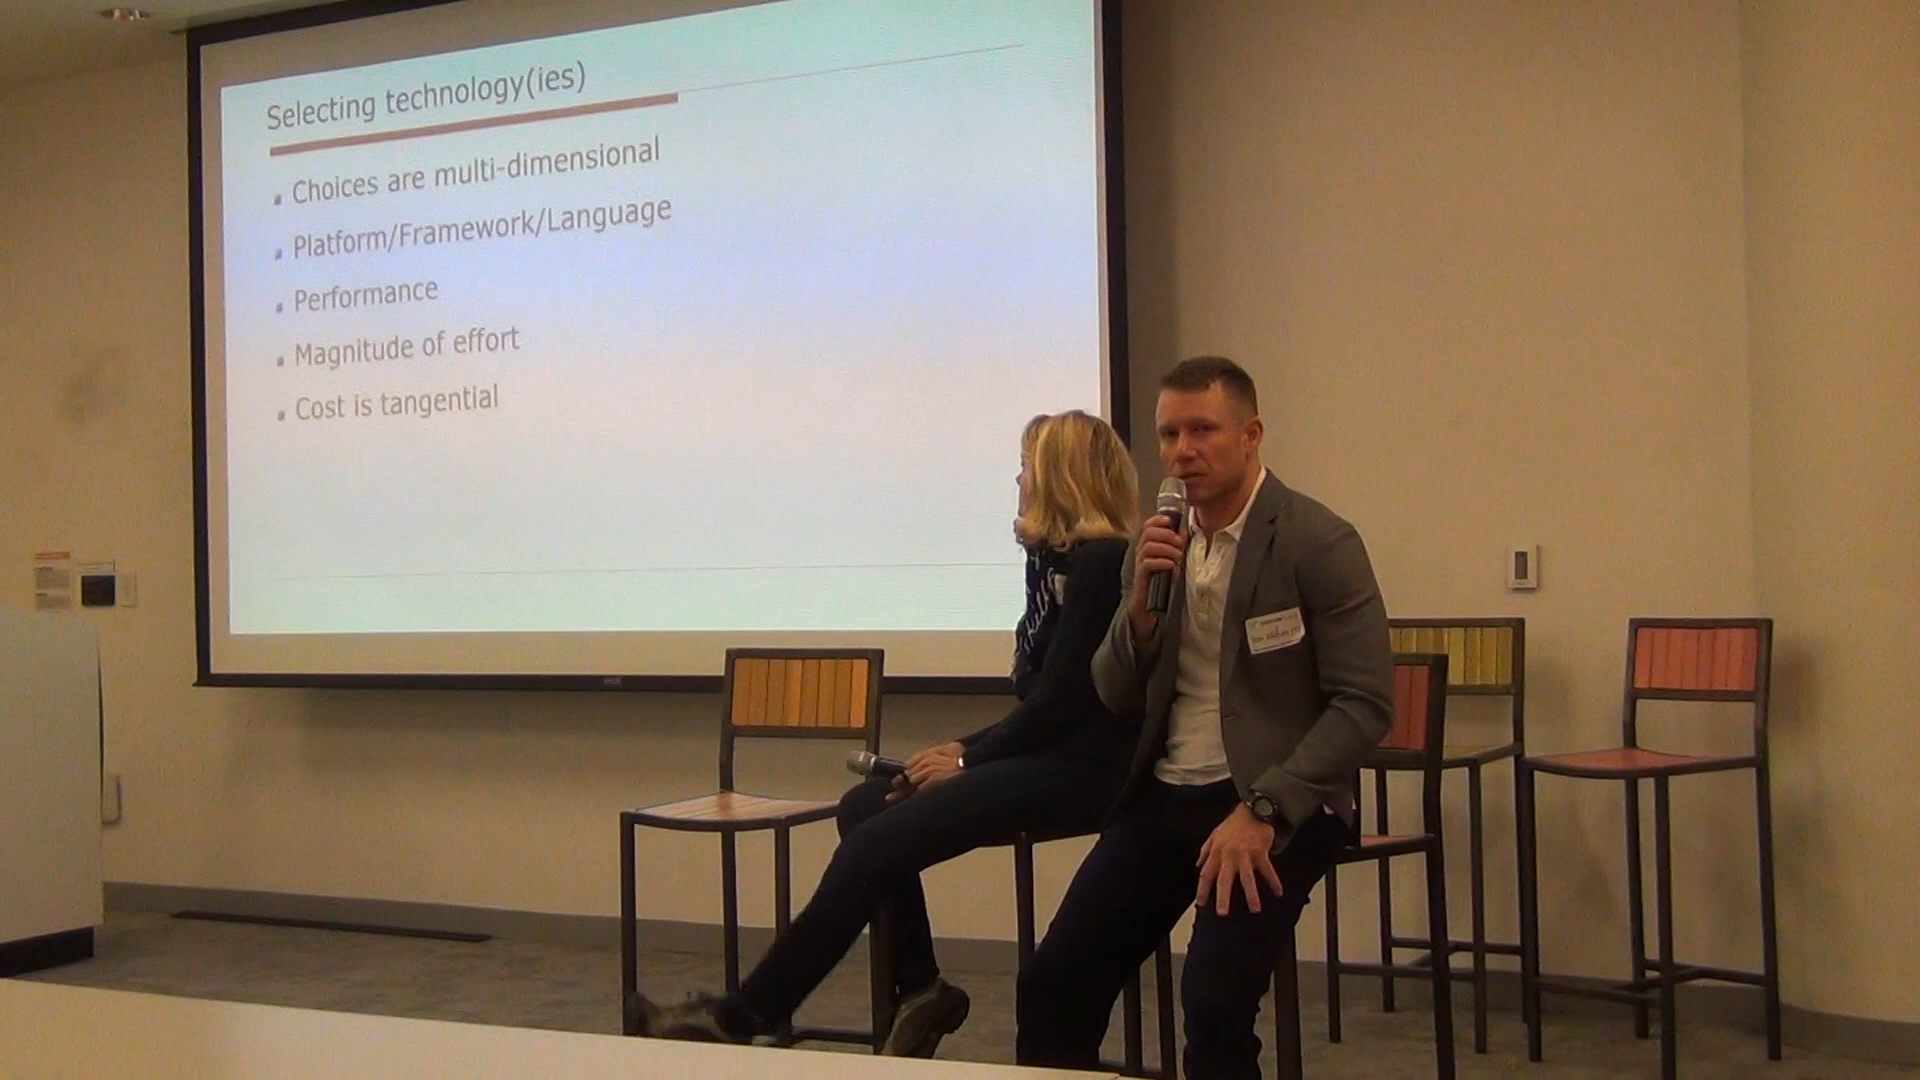 Selecting technology(ies)
Choices are multi-dimensional
Platform/Framework/Language
Performance
Magnitude of effort
Cost is tangential